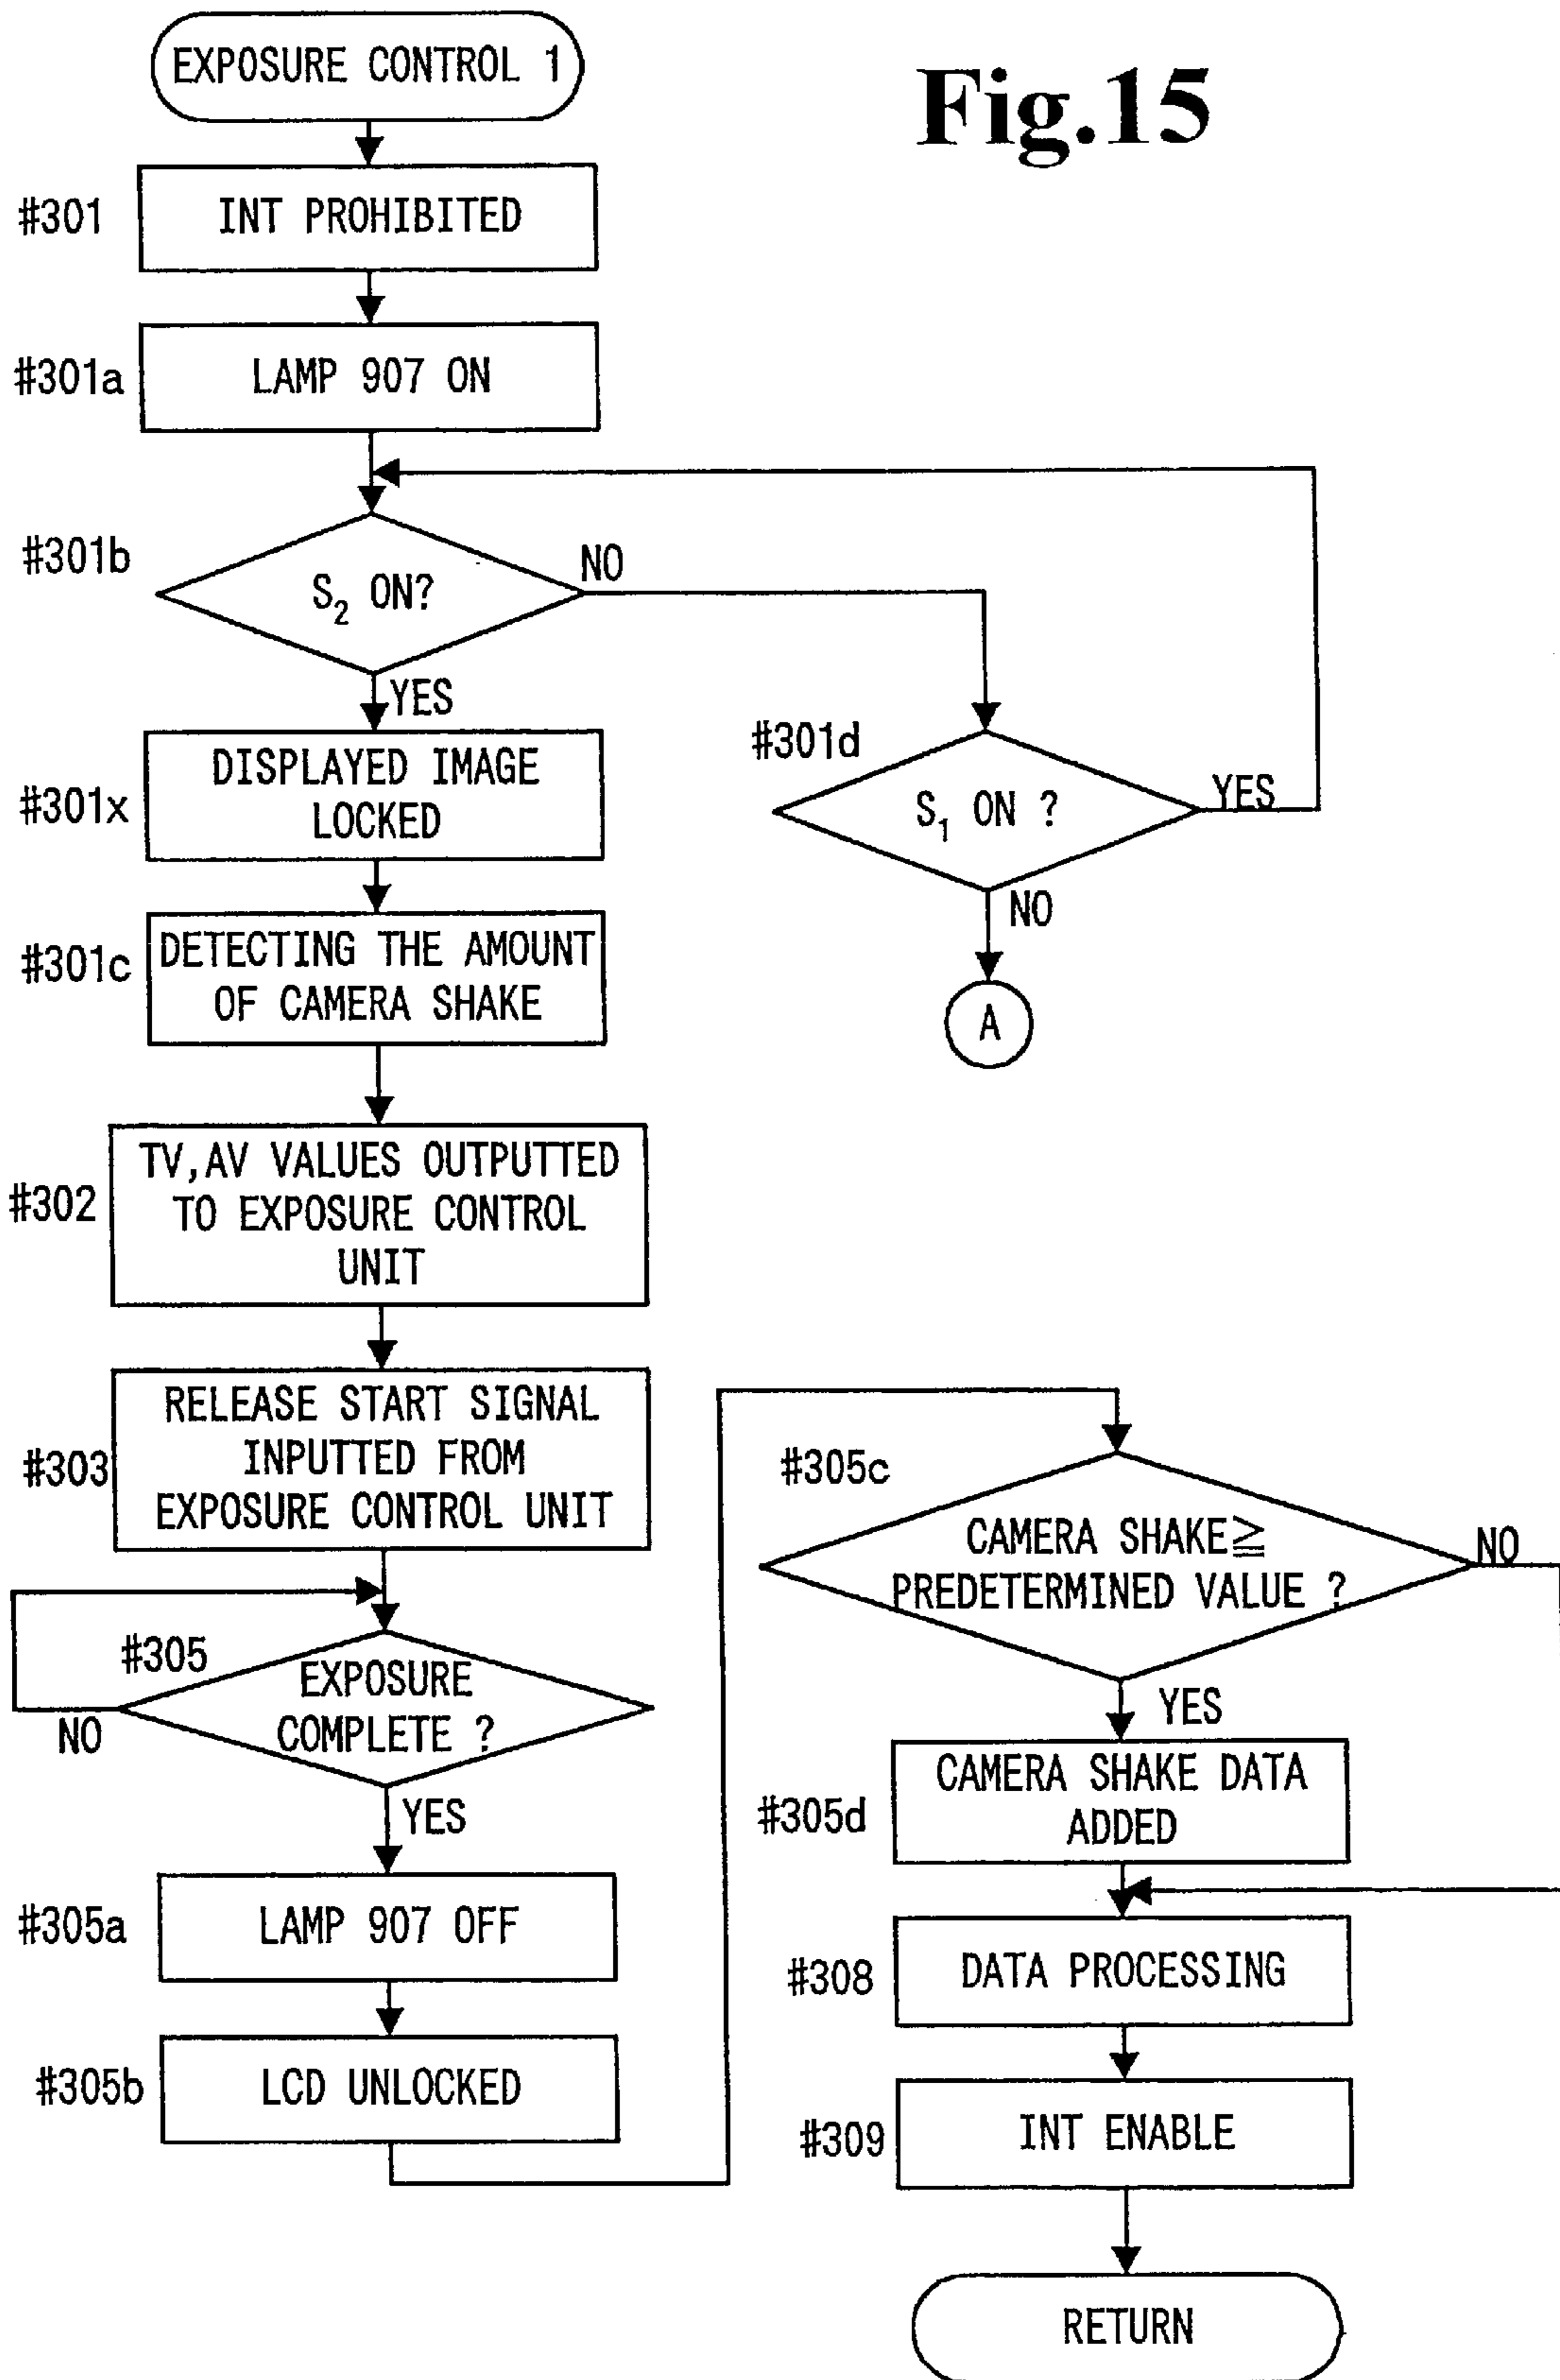 Fig.15
EXPOSURE CONTROL 1
#301
INT PROHIBITED
#301a
LAMP 907 ON
#301b
S2 ON?
NO
YES
#301x
DISPLAYED IMAGE
LOCKED
#301d
S1 ON ?
YES
NO
A
#301c
DETECTING THE AMOUNT
OF CAMERA SHAKE
#302
TV,AV VALUES OUTPUTTED
TO EXPOSURE CONTROL
UNIT
#303
RELEASE START SIGNAL
INPUTTED FROM
EXPOSURE CONTROL UNIT
#305
EXPOSURE
COMPLETE ?
NO
YES
#305a
LAMP 907 OFF
#305b
LCD UNLOCKED
#305c
CAMERA SHAKE≧
PREDETERMINED VALUE ?
NO
YES
#305d
CAMERA SHAKE DATA
ADDED
#308
DATA PROCESSING
#309
INT ENABLE
RETURN